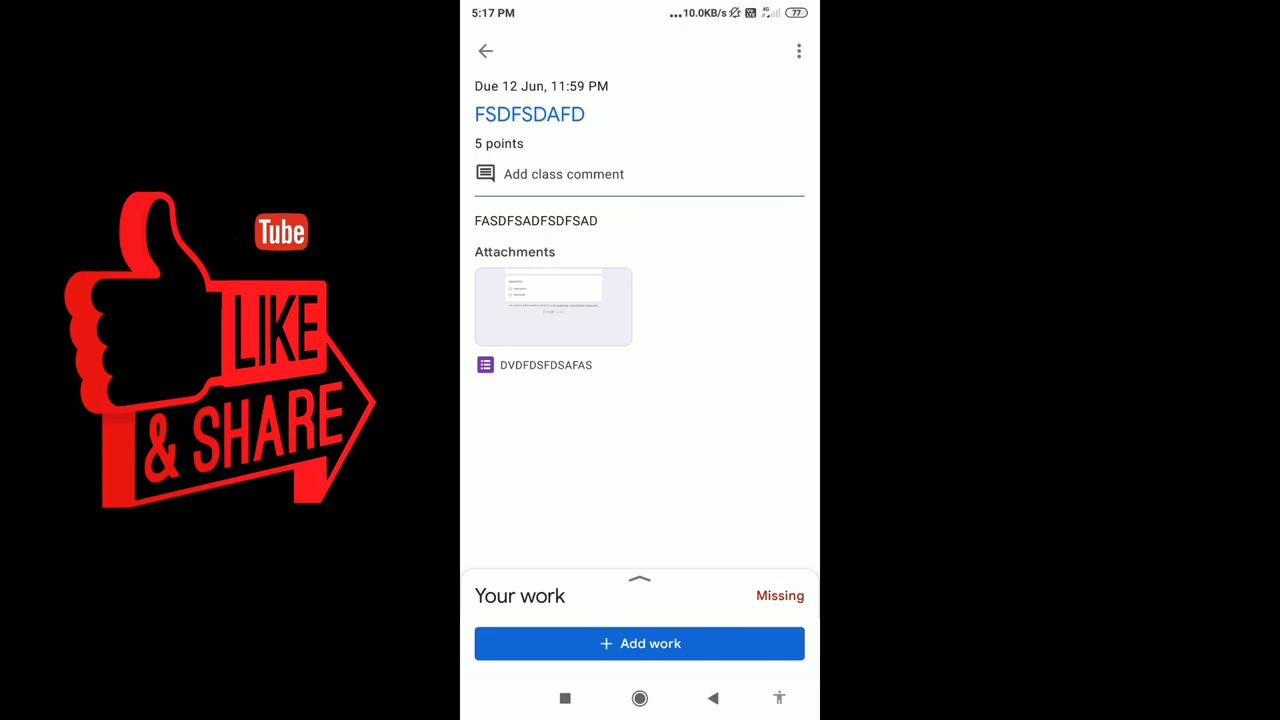 Tube
LIKE
& SHARE
5:17 PM
...10.0KB/s
4G
77
Due 12 Jun, 11:59 PM
FSDFSDAFD
5 points
Add class comment
FASDFSADFSDFSAD
Attachments
DVDFDSFDSAFAS
Your work
Missing
+ Add work